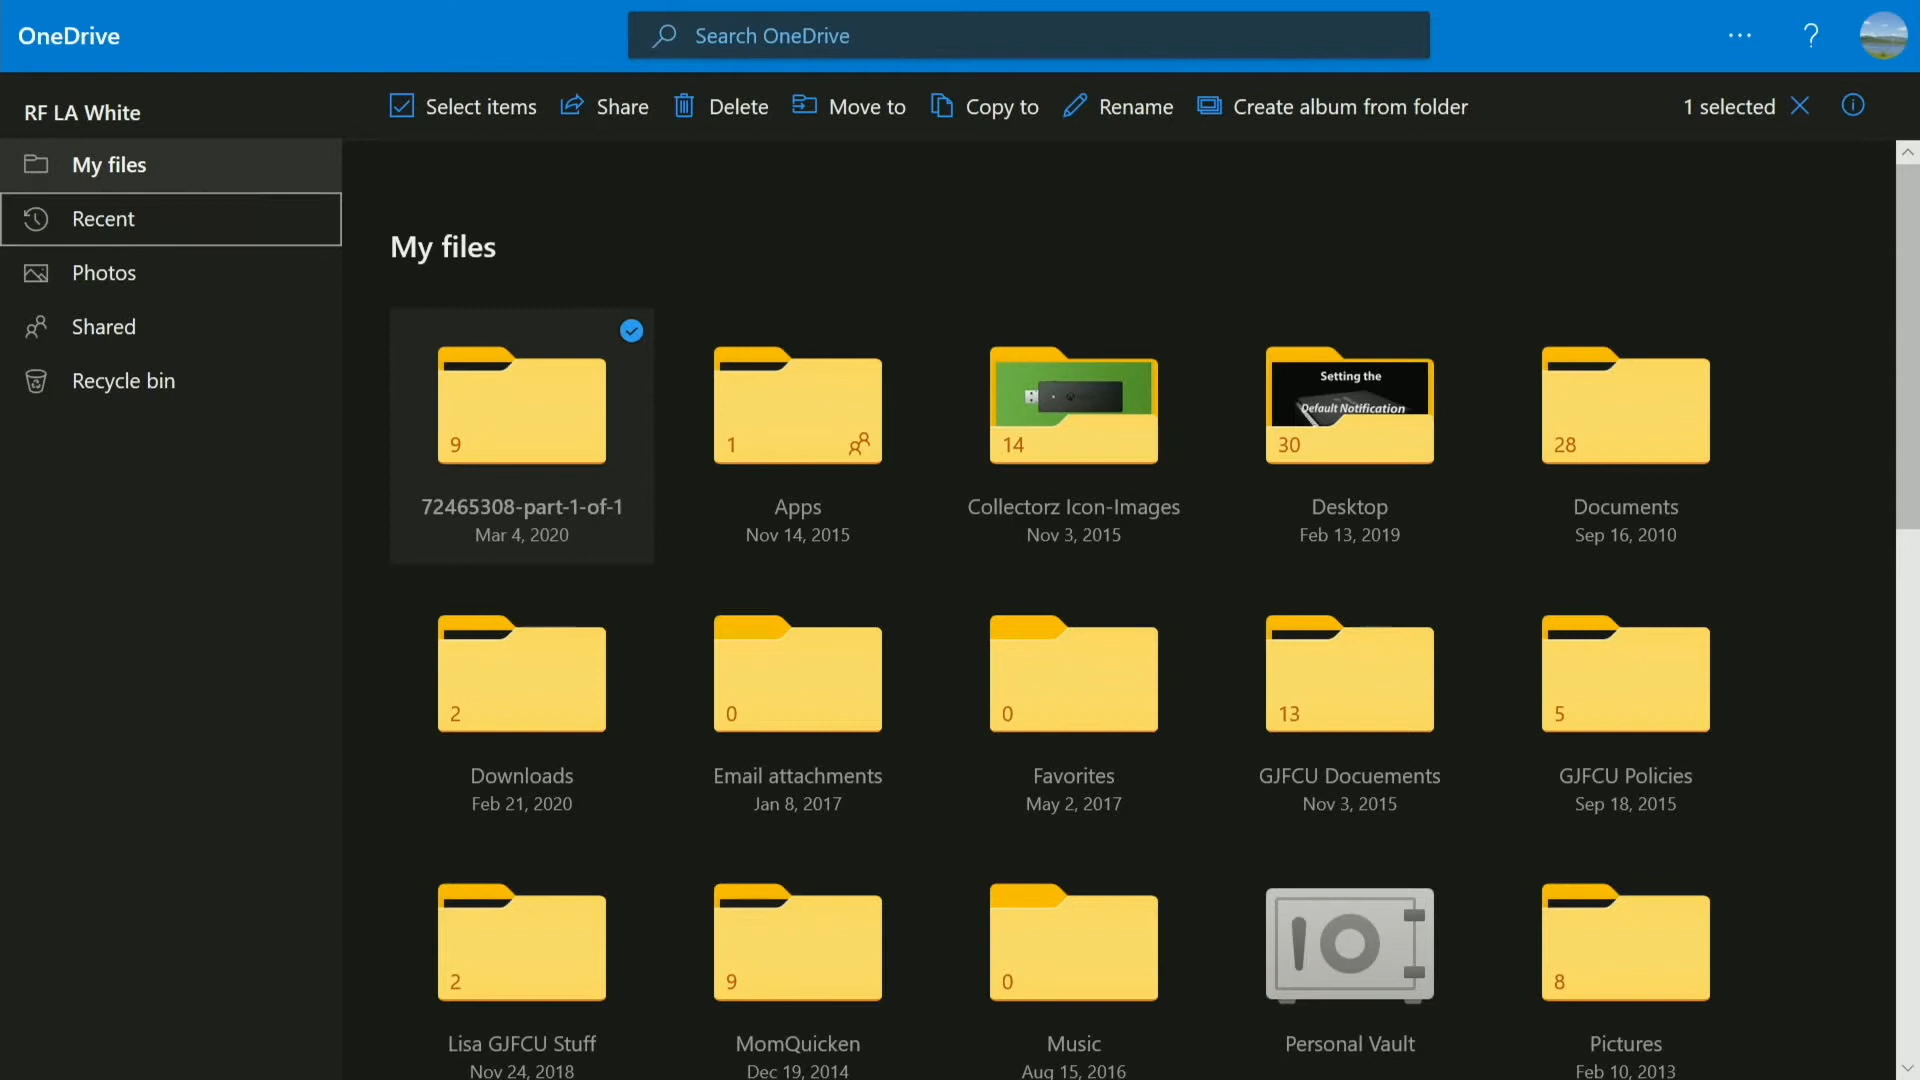 OneDrive
Search OneDrive
RF LA White
Select items
Share
Delete
Move to
Copy to
Rename
Create album from folder
1 selected
My files
Recent
Photos
Shared
Recycle bin
My files
Setting the
Default Notification
9
1
14
30
28
72465308-part-1-of-1
Apps
Collectorz Icon-Images
Desktop
Documents
Mar 4, 2020
Nov 14, 2015
Nov 3, 2015
Feb 13, 2019
Sep 16, 2010
2
0
0
13
5
Downloads
Email attachments
Favorites
GJFCU Docuements
GJFCU Policies
Feb 21, 2020
Jan 8, 2017
May 2, 2017
Nov 3, 2015
Sep 18, 2015
2
9
0
8
Lisa GJFCU Stuff
MomQuicken
Music
Personal Vault
Pictures
Nov 24, 2018
Dec 19, 2014
Aug 15, 2016
Feb 10, 2013